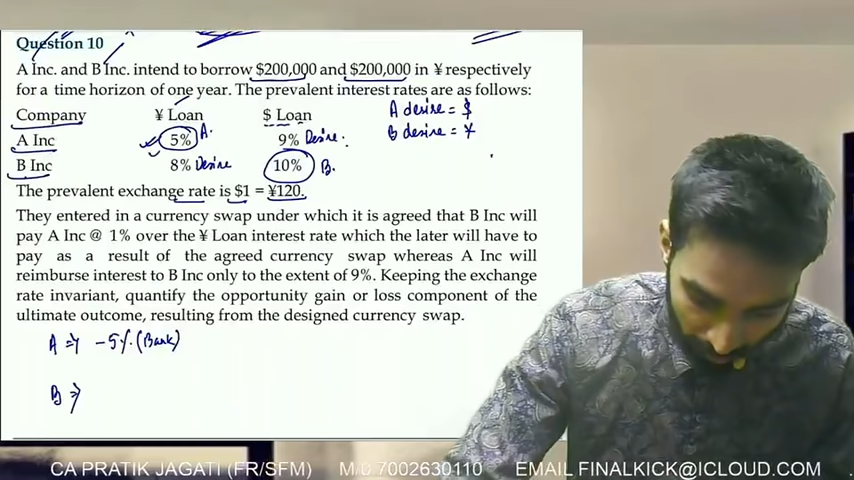 Question 10
A Inc. and B Inc. intend to borrow $200,000 and $200,000 in ¥ respectively
for a time horizon of one year. The prevalent interest rates are as follows:
Company ¥ Loan $ Loan A desire = $
A Inc 5% A. 9% Desire. B desire = ¥
B Inc 8% Desire 10% B.
The prevalent exchange rate is $1 = ¥120.
They entered in a currency swap under which it is agreed that B Inc will
pay A Inc @ 1% over the ¥ Loan interest rate which the later will have to
pay as a result of the agreed currency swap whereas A Inc will
reimburse interest to B Inc only to the extent of 9%. Keeping the exchange
rate invariant, quantify the opportunity gain or loss component of the
ultimate outcome, resulting from the designed currency swap.
A ⇒ -5% (Bank)
B ⇒
CA PRATIK JAGATI (FR/SFM) M.0 7002630110 EMAIL FINALKICK@ICLOUD.COM